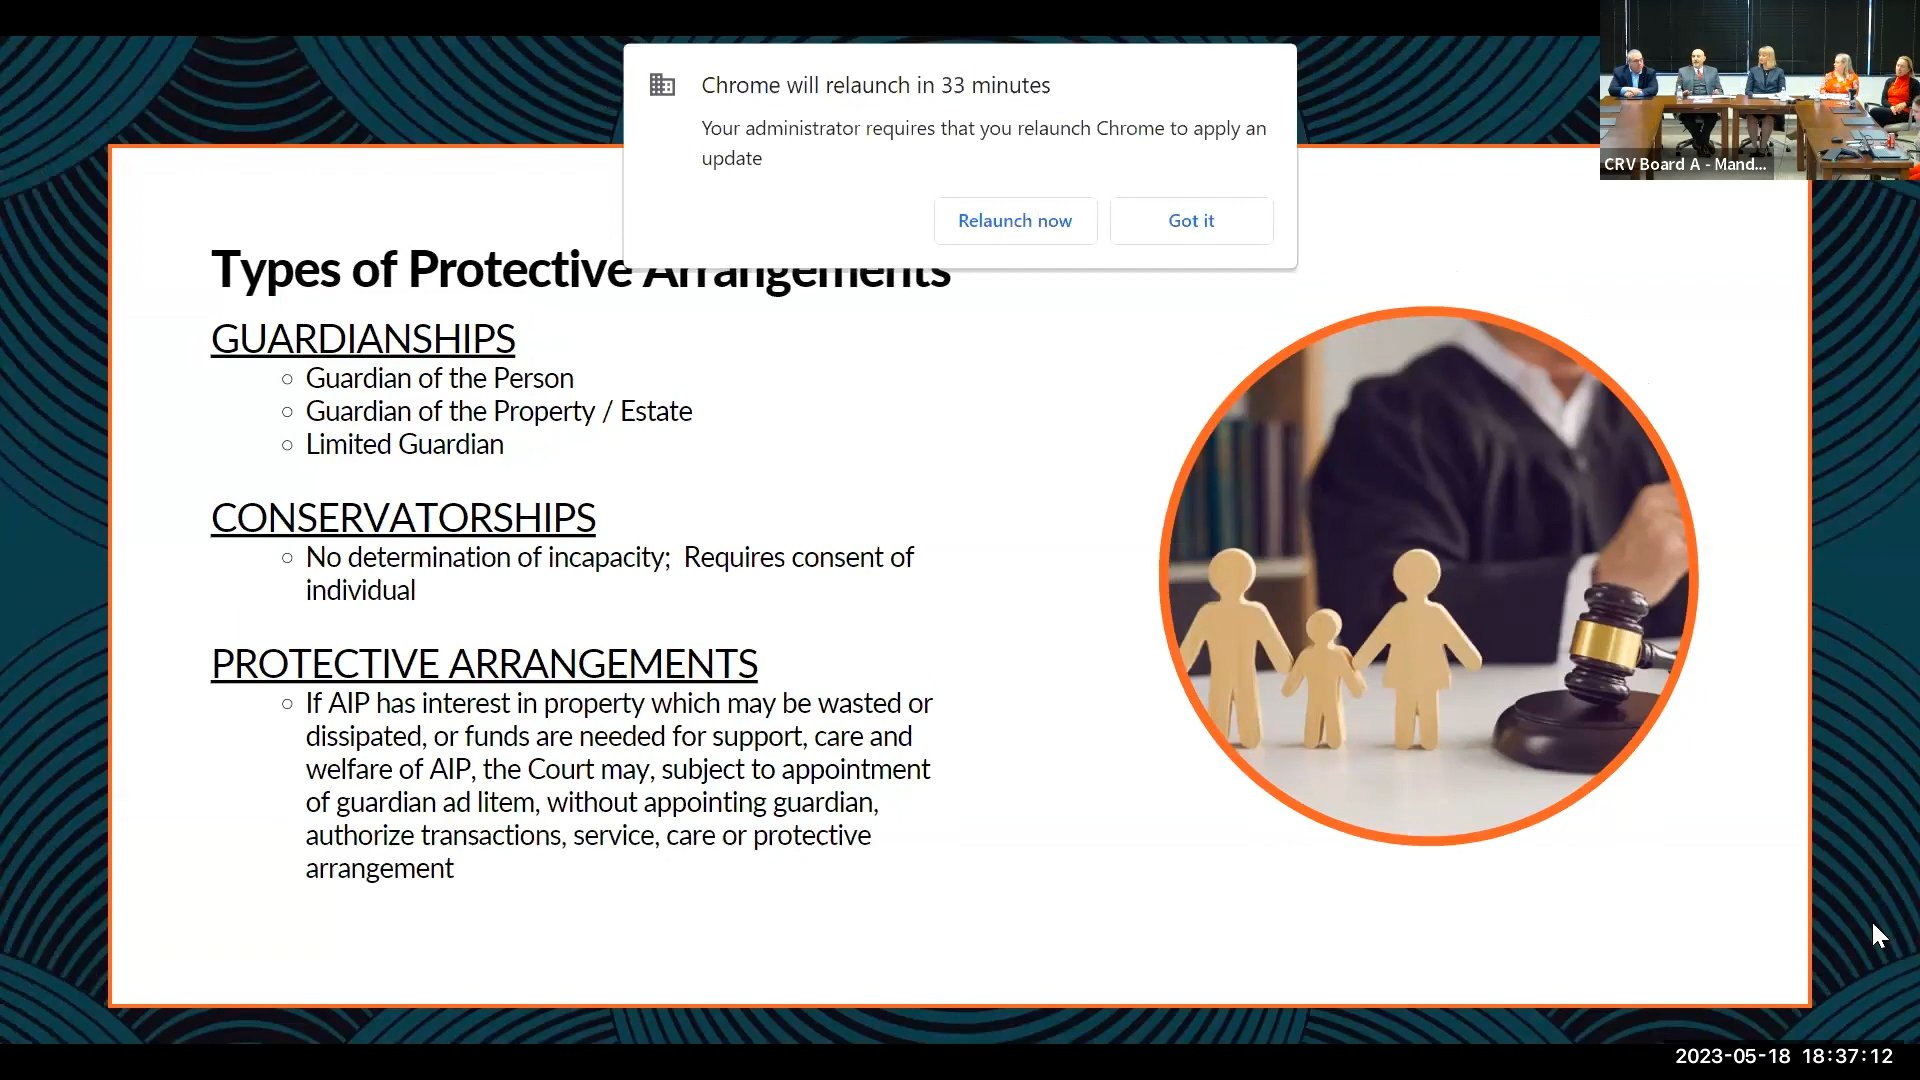 Chrome will relaunch in 33 minutes
Your administrator requires that you relaunch Chrome to apply an
update
Relaunch now
Got it
CRV Board A - Mand...
Types of Protective Arrangements
GUARDIANSHIPS
Guardian of the Person
Guardian of the Property / Estate
Limited Guardian
CONSERVATORSHIPS
No determination of incapacity;  Requires consent of
individual
PROTECTIVE ARRANGEMENTS
If AIP has interest in property which may be wasted or
dissipated, or funds are needed for support, care and
welfare of AIP, the Court may, subject to appointment
of guardian ad litem, without appointing guardian,
authorize transactions, service, care or protective
arrangement
2023-05-18 18:37:12